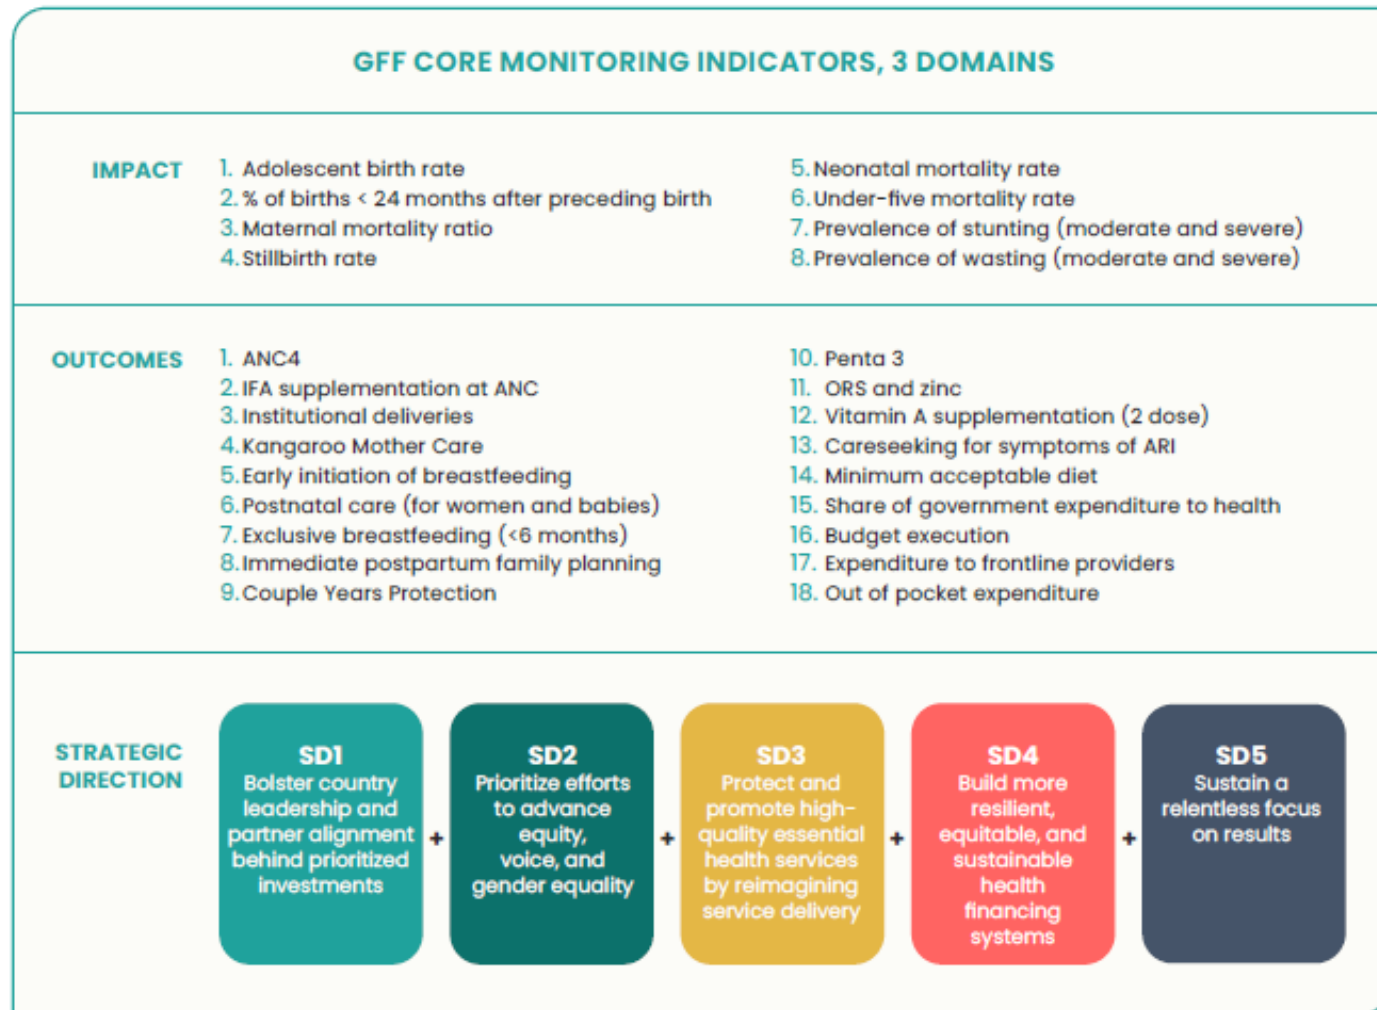 GFF CORE MONITORING INDICATORS, 3 DOMAINS
IMPACT
1. Adolescent birth rate
2. % of births < 24 months after preceding birth
3. Maternal mortality ratio
4. Stillbirth rate
5. Neonatal mortality rate
6. Under-five mortality rate
7. Prevalence of stunting (moderate and severe)
8. Prevalence of wasting (moderate and severe)
OUTCOMES
1. ANC4
2. IFA supplementation at ANC
3. Institutional deliveries
4. Kangaroo Mother Care
5. Early initiation of breastfeeding
6. Postnatal care (for women and babies)
7. Exclusive breastfeeding (<6 months)
8. Immediate postpartum family planning
9. Couple Years Protection
10. Penta 3
11. ORS and zinc
12. Vitamin A supplementation (2 dose)
13. Careseeking for symptoms of ARI
14. Minimum acceptable diet
15. Share of government expenditure to health
16. Budget execution
17. Expenditure to frontline providers
18. Out of pocket expenditure
STRATEGIC
DIRECTION
SD1
Bolster country
leadership and
partner alignment
behind prioritized
investments
+
SD2
Prioritize efforts
to advance
equity,
voice, and
gender equality
+
SD3
Protect and
promote high-
quality essential
health services
by reimagining
service delivery
+
SD4
Build more
resilient,
equitable, and
sustainable
health
financing
systems
+
SD5
Sustain a
relentless focus
on results